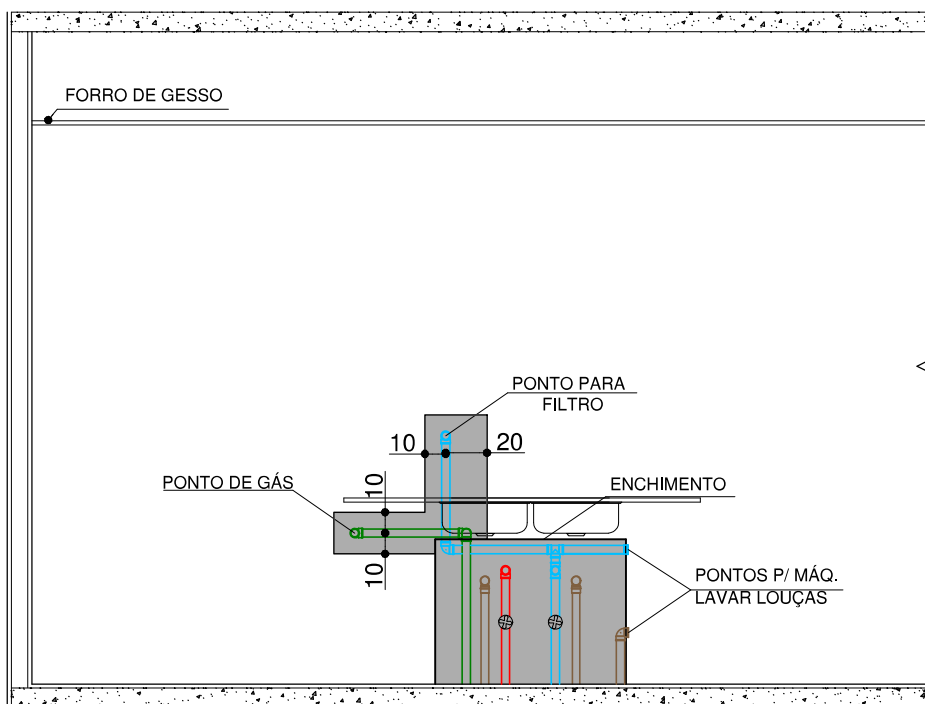 FORRO DE GESSO
PONTO PARA
FILTRO
10
20
PONTO DE GÁS
10
ENCHIMENTO
10
PONTOS P/ MÁQ.
LAVAR LOUÇAS